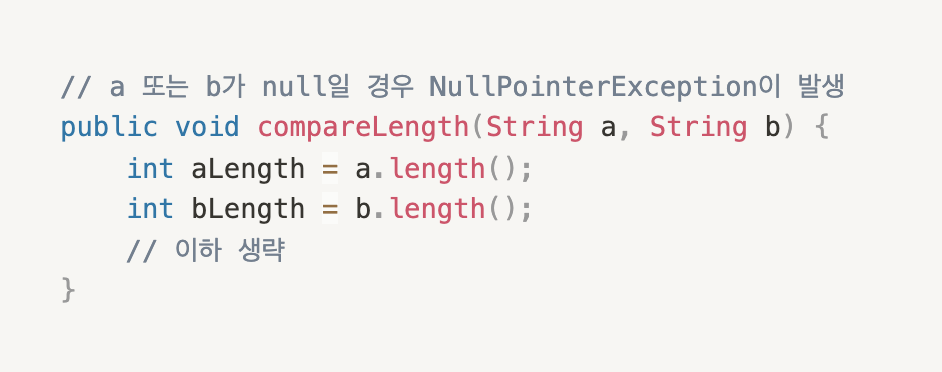 // a 또는 b가 null일 경우 NullPointerException이 발생
public void compareLength(String a, String b) {
    int aLength = a.length();
    int bLength = b.length();
    // 이하 생략
}